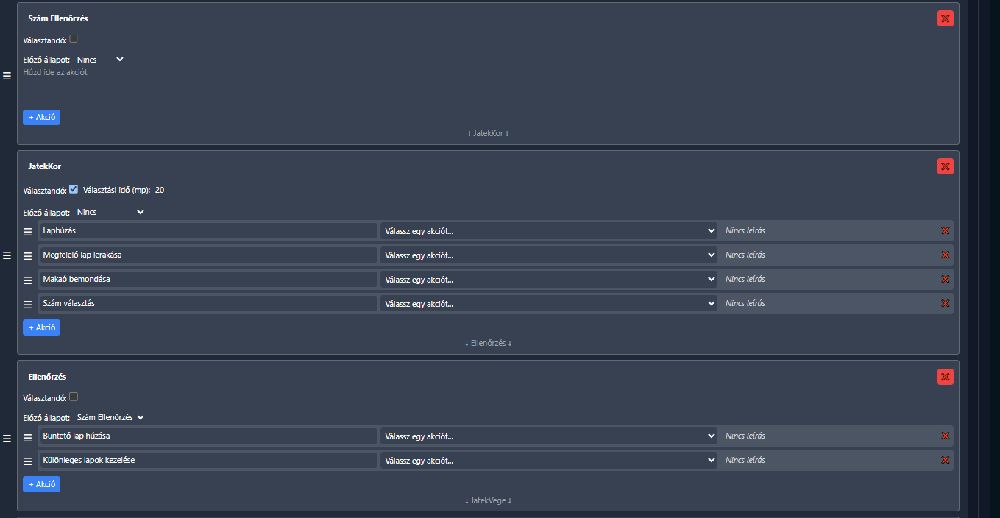 Szám Ellenőrzés
Választandó:
Előző állapot: Nincs
Húzd ide az akciót
+ Akció
↓ JatekKor ↓
JatekKor
Választandó: Választási idő (mp): 20
Előző állapot: Nincs
Laphúzás Válassz egy akciót... Nincs leírás
Megfelelő lap lerakása Válassz egy akciót... Nincs leírás
Makaó bemondása Válassz egy akciót... Nincs leírás
Szám választás Válassz egy akciót... Nincs leírás
+ Akció
↓ Ellenőrzés ↓
Ellenőrzés
Választandó:
Előző állapot: Szám Ellenőrzés
Büntető lap húzása Válassz egy akciót... Nincs leírás
Különleges lapok kezelése Válassz egy akciót... Nincs leírás
+ Akció
↓ JatekVege ↓